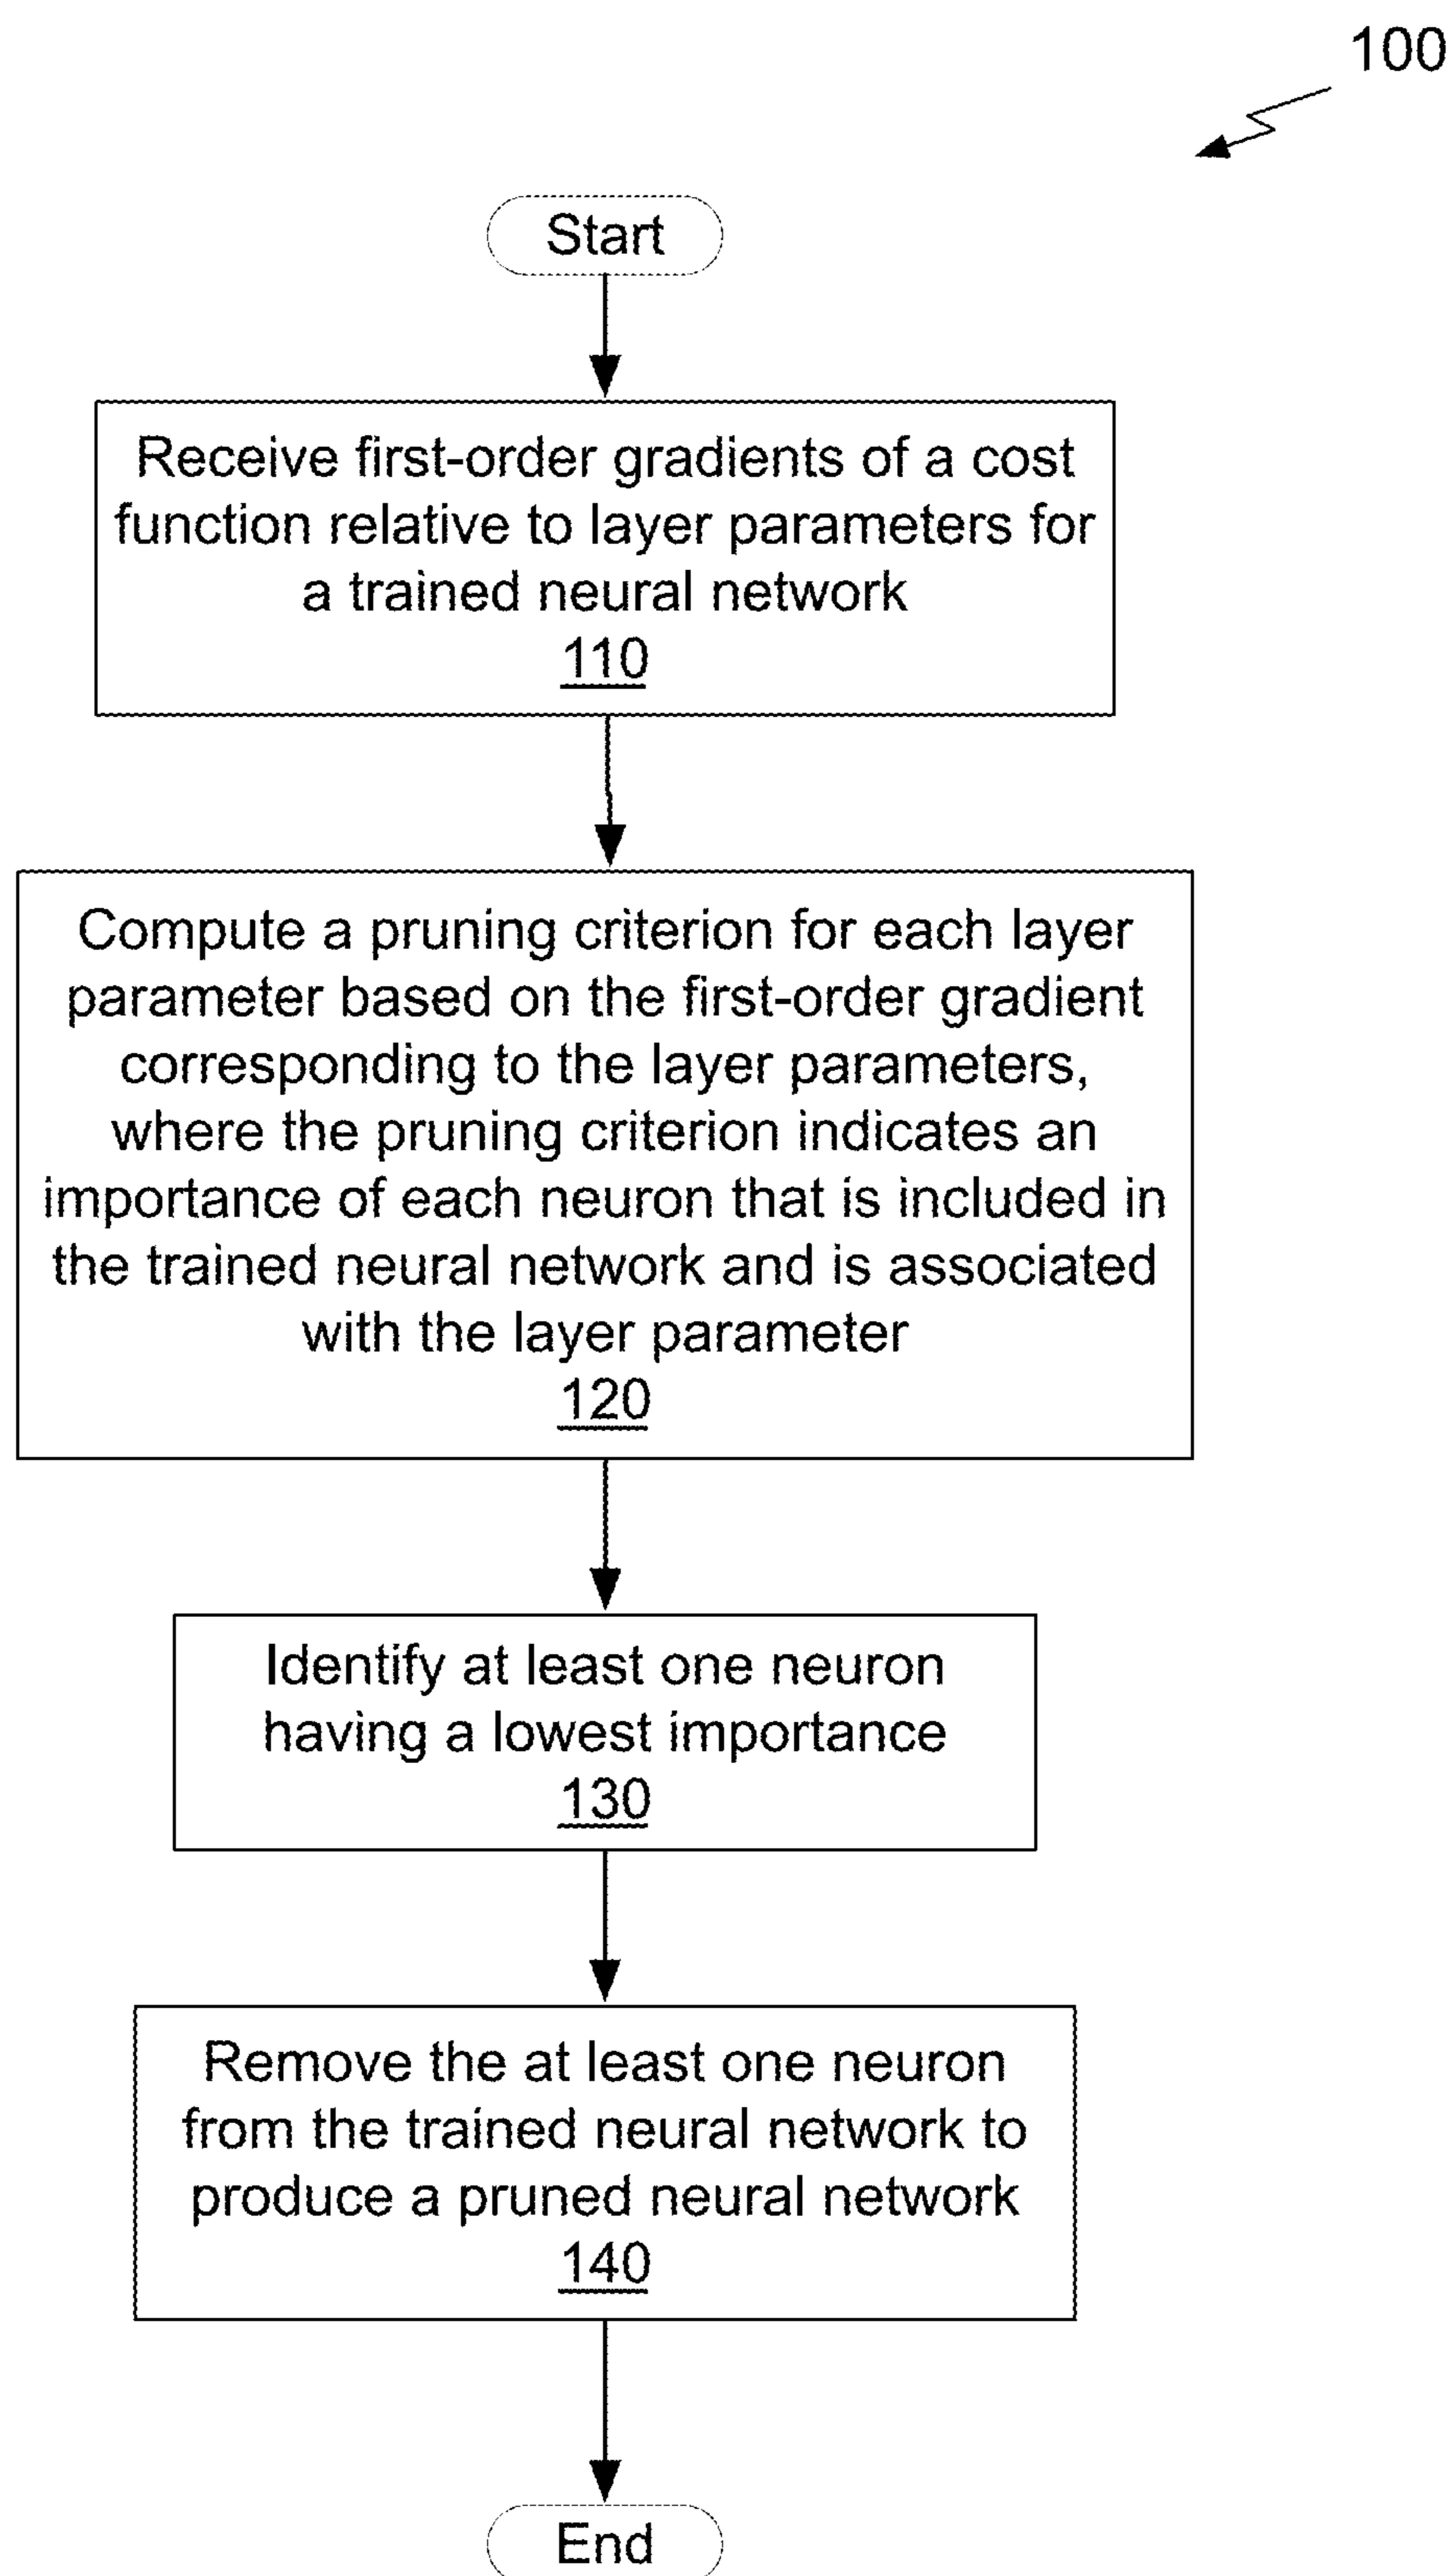 100
Start
Receive first-order gradients of a cost
function relative to layer parameters for
a trained neural network
110
Compute a pruning criterion for each layer
parameter based on the first-order gradient
corresponding to the layer parameters,
where the pruning criterion indicates an
importance of each neuron that is included in
the trained neural network and is associated
with the layer parameter
120
Identify at least one neuron
having a lowest importance
130
Remove the at least one neuron
from the trained neural network to
produce a pruned neural network
140
End